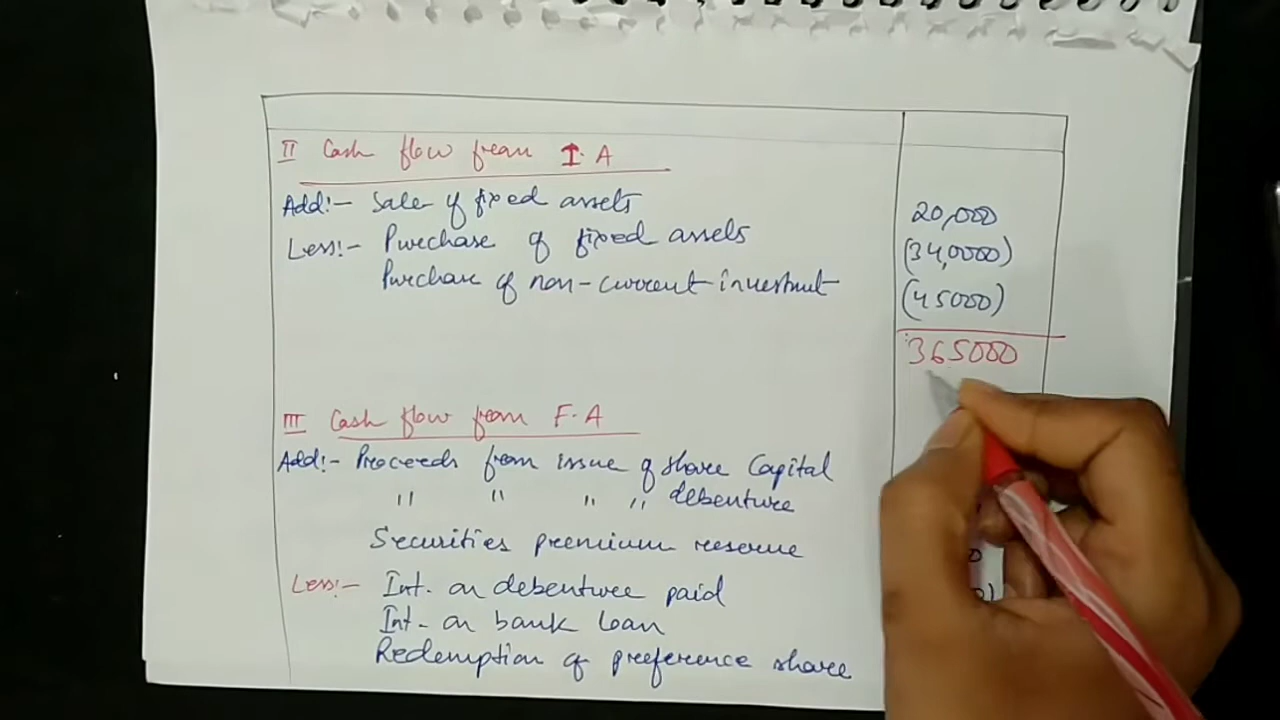 II Cash flow from I.A
Add:- Sale of fixed assets 20,000
Less:- Purchase of fixed assets (34,0000)
Purchase of non-current investment (45000)
365000
III Cash flow from F.A
Add:- Proceeds from issue of share Capital
" " " " debenture
Securities premium reserve
Less:- Int. on debenture paid
Int. on bank loan
Redemption of preference share